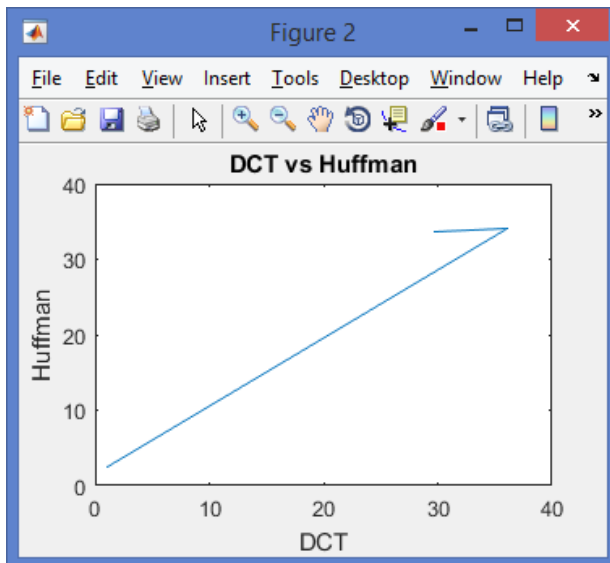 Figure 2
File Edit View Insert Tools Desktop Window Help
DCT vs Huffman
40
30
20
10
0
Huffman
0 10 20 30 40
DCT